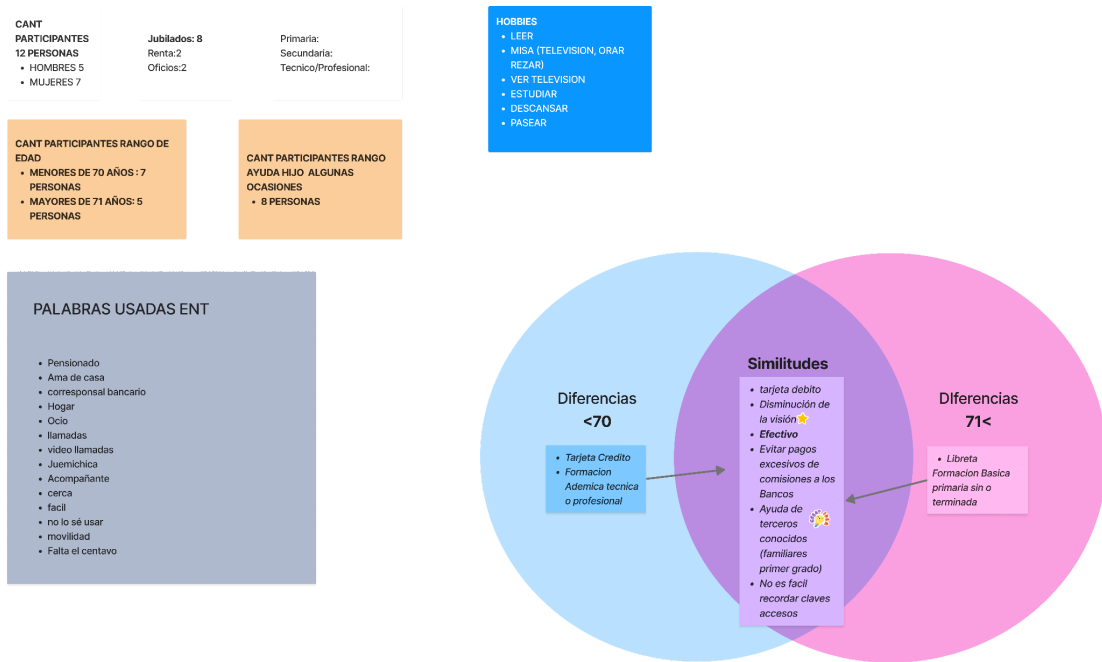 CANT
PARTICIPANTES
12 PERSONAS
• HOMBRES 5
• MUJERES 7
Jubilados: 8
Renta:2
Oficios:2
Primaria:
Secundaria:
Tecnico/Profesional:
HOBBIES
• LEER
• MISA (TELEVISION, ORAR
REZAR)
• VER TELEVISION
• ESTUDIAR
• DESCANSAR
• PASEAR
CANT PARTICIPANTES RANGO DE
EDAD
• MENORES DE 70 AÑOS : 7
PERSONAS
• MAYORES DE 71 AÑOS: 5
PERSONAS
CANT PARTICIPANTES RANGO
AYUDA HIJO ALGUNAS
OCASIONES
• 8 PERSONAS
PALABRAS USADAS ENT
• Pensionado
• Ama de casa
• corresponsal bancario
• Hogar
• Ocio
• llamadas
• video llamadas
• Juemichica
• Acompañante
• cerca
• facil
• no lo sé usar
• movilidad
• Falta el centavo
Diferencias
<70
• Tarjeta Credito
• Formacion
Ademica tecnica
o profesional
Similitudes
• tarjeta debito
• Disminución de
la visión
• Efectivo
• Evitar pagos
excesivos de
comisiones a los
Bancos
• Ayuda de
terceros
conocidos
(familiares
primer grado)
• No es facil
recordar claves
accesos
DIferencias
71<
• Libreta
Formacion Basica
primaria sin o
terminada